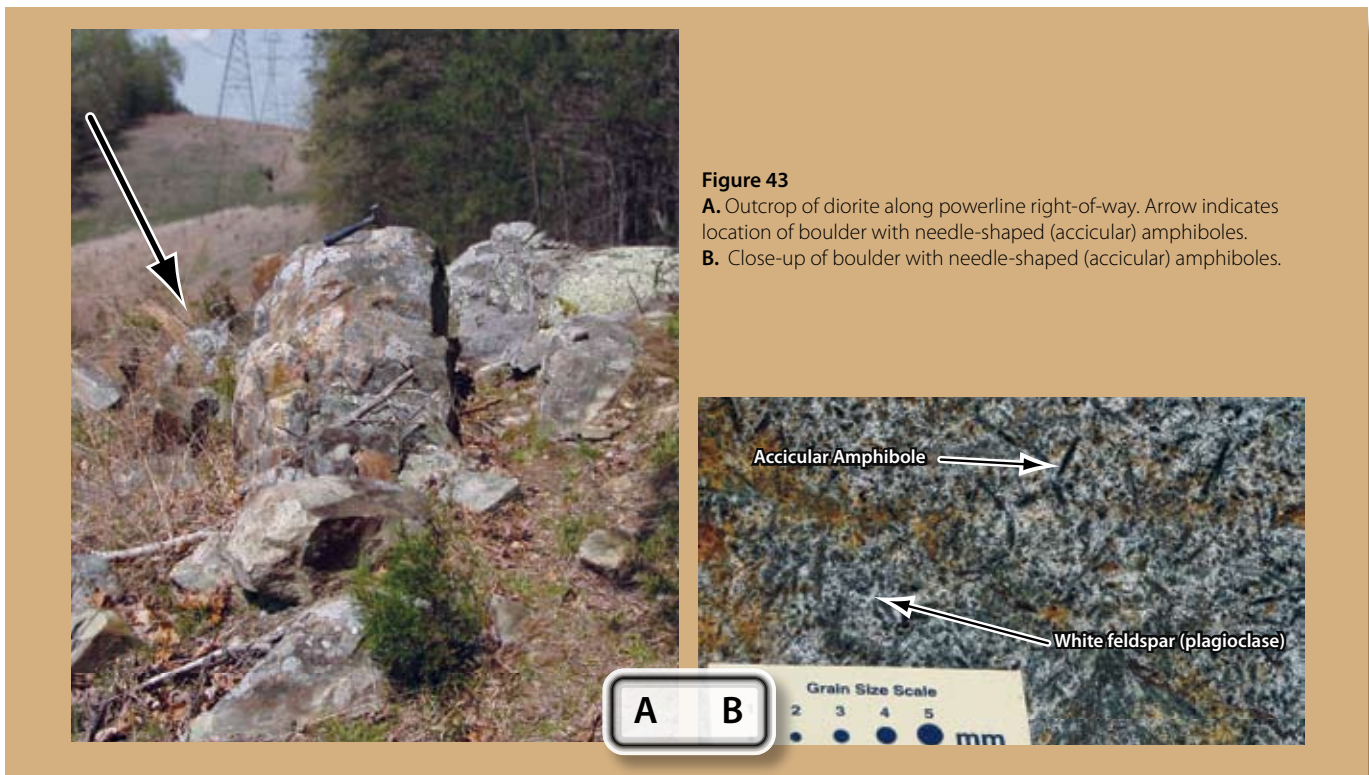 Figure 43
A. Outcrop of diorite along powerline right-of-way. Arrow indicates
location of boulder with needle-shaped (accicular) amphiboles.
B. Close-up of boulder with needle-shaped (accicular) amphiboles.
Accicular Amphibole
White feldspar (plagioclase)
A B
Grain Size Scale
2 3 4 5
mm